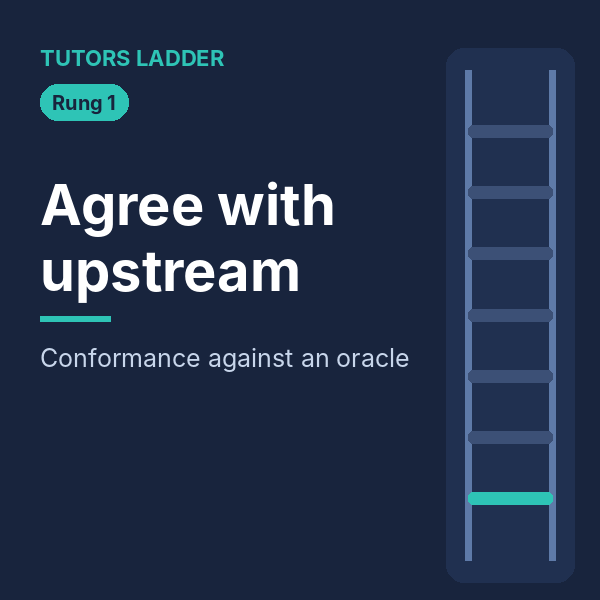 TUTORS LADDER
Rung 1
Agree with
upstream
Conformance against an oracle